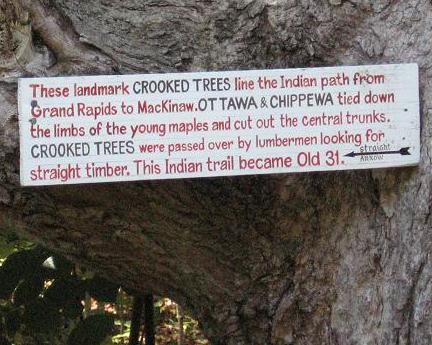 These landmark CROOKED TREES line the Indian path from
Grand Rapids to MacKinaw. OTTAWA & CHIPPEWA tied down
the limbs of the young maples and cut out the central trunks.
CROOKED TREES were passed over by lumbermen looking for
straight timber. This Indian trail became Old 31.
straight
ARROW